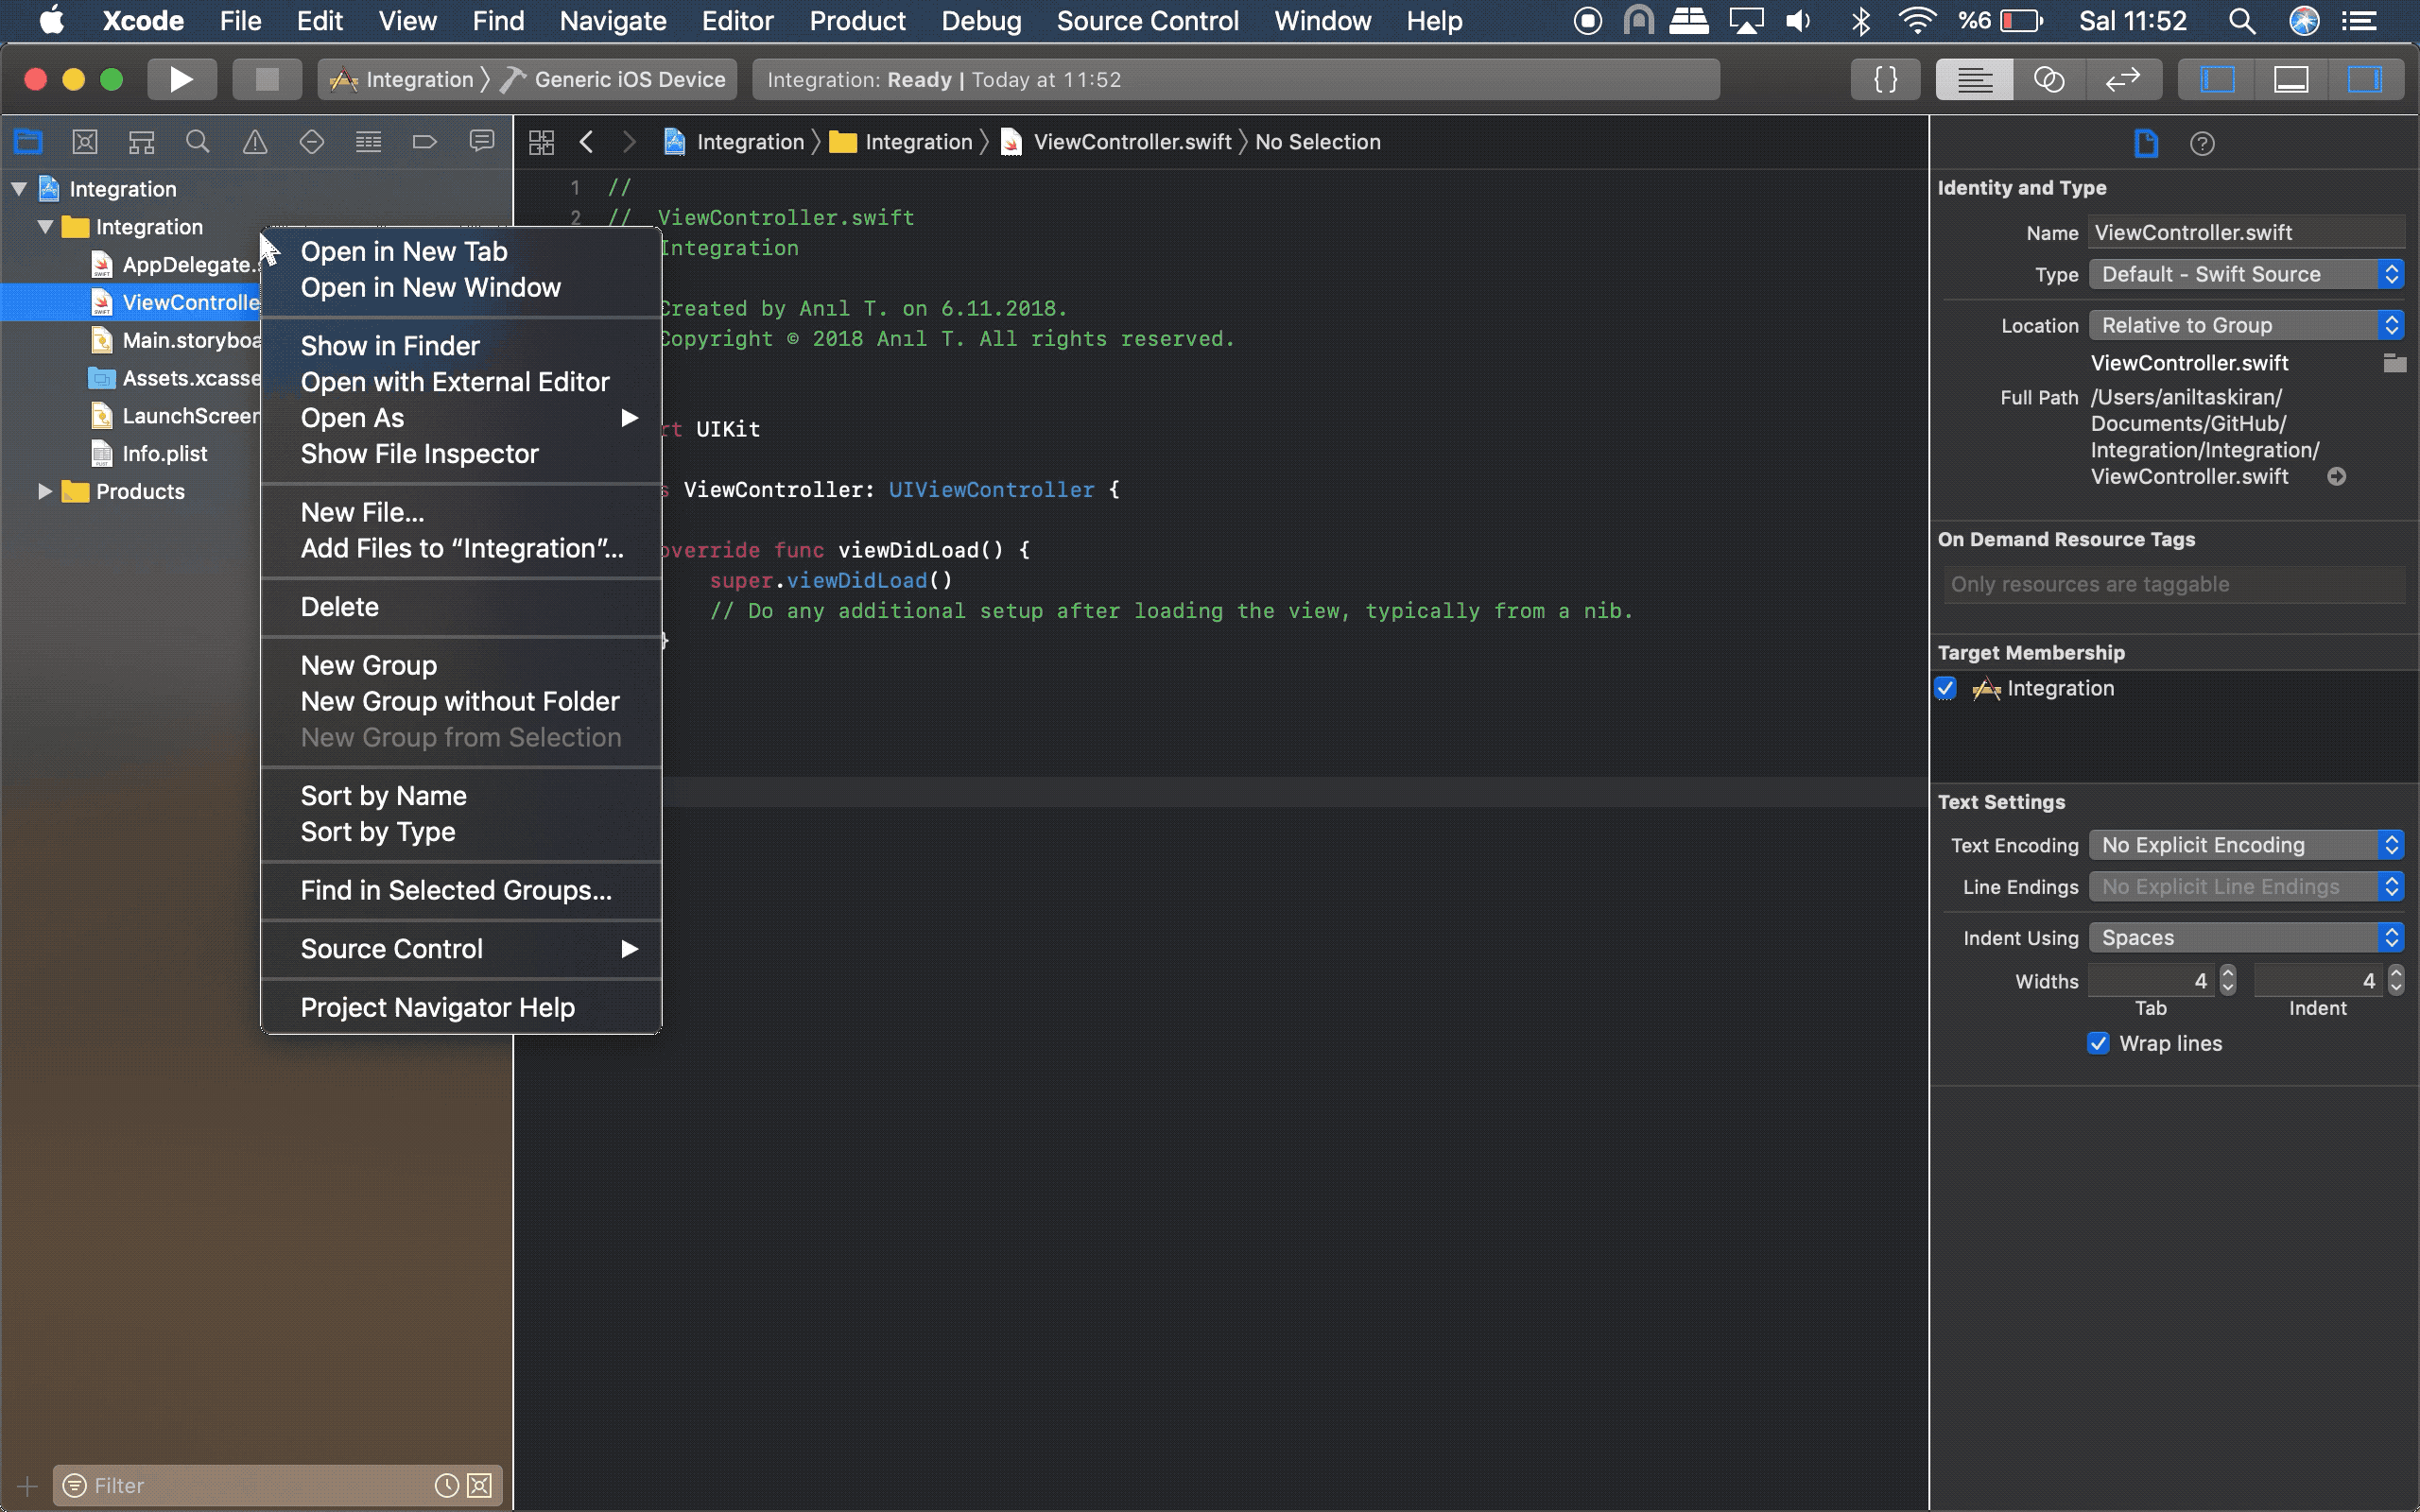 Xcode File Edit View Find Navigate Editor Product Debug Source Control Window Help %6 Sal 11:52
Integration Generic iOS Device
Integration: Ready | Today at 11:52
{ }
Integration
Integration
AppDelegate.
ViewControlle
Main.storyboa
Assets.xcasse
LaunchScreen
Info.plist
Products
Filter
Open in New Tab
Open in New Window
Show in Finder
Open with External Editor
Open As
Show File Inspector
New File...
Add Files to “Integration”...
Delete
New Group
New Group without Folder
New Group from Selection
Sort by Name
Sort by Type
Find in Selected Groups...
Source Control
Project Navigator Help
Integration Integration ViewController.swift No Selection
1 //
2 // ViewController.swift
Integration
Created by Anıl T. on 6.11.2018.
Copyright © 2018 Anıl T. All rights reserved.
rt UIKit
s ViewController: UIViewController {
override func viewDidLoad() {
super.viewDidLoad()
// Do any additional setup after loading the view, typically from a nib.
}
Identity and Type
Name ViewController.swift
Type Default - Swift Source
Location Relative to Group
ViewController.swift
Full Path /Users/aniltaskiran/
Documents/GitHub/
Integration/Integration/
ViewController.swift
On Demand Resource Tags
Only resources are taggable
Target Membership
Integration
Text Settings
Text Encoding No Explicit Encoding
Line Endings No Explicit Line Endings
Indent Using Spaces
Widths 4 4
Tab Indent
Wrap lines